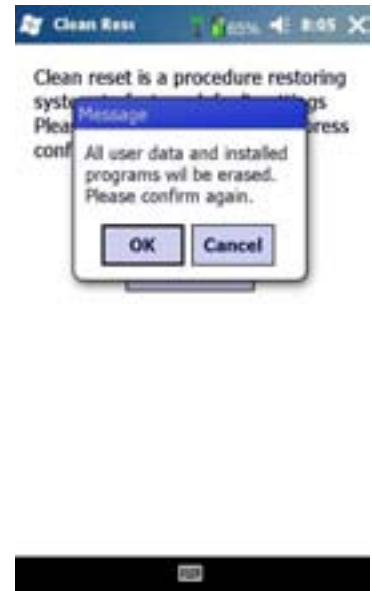 Clean Rese 65% 8:05
Clean reset is a procedure restoring
syst
Message
Plea ress
conf
All user data and installed
programs wil be erased.
Please confirm again.
OK Cancel